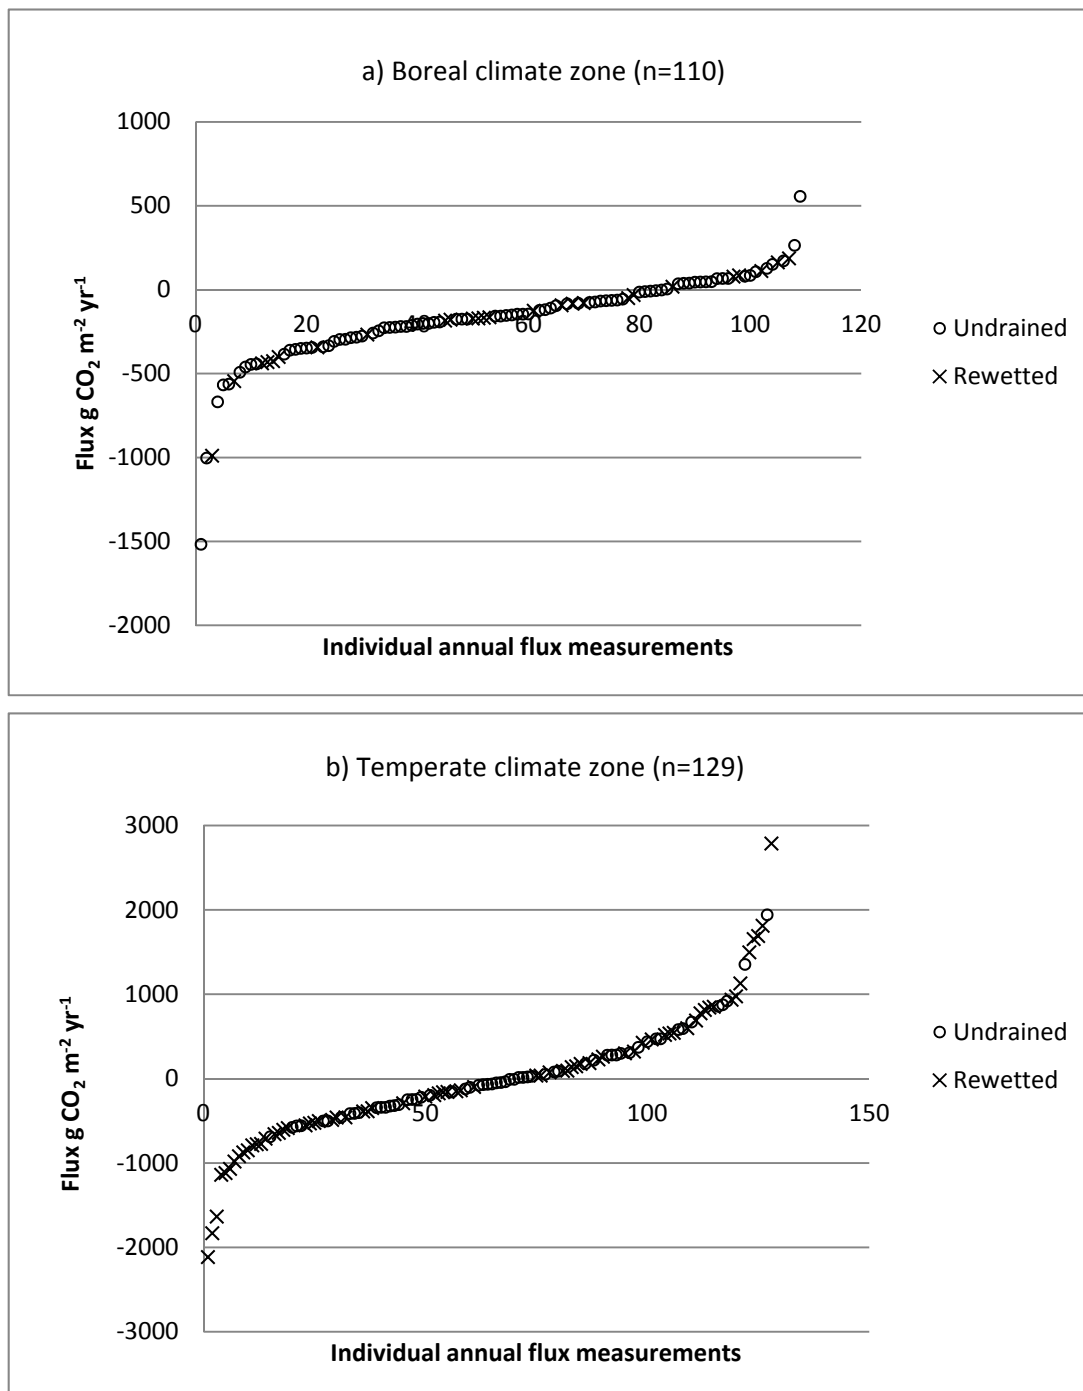 a) Boreal climate zone (n=110)
1000
500
0
-500
-1000
-1500
-2000
0 20 40 60 80 100 120
Flux g CO₂ m⁻² yr⁻¹
Individual annual flux measurements
Undrained
Rewetted
b) Temperate climate zone (n=129)
3000
2000
1000
0
-1000
-2000
-3000
0 50 100 150
Flux g CO₂ m⁻² yr⁻¹
Individual annual flux measurements
Undrained
Rewetted